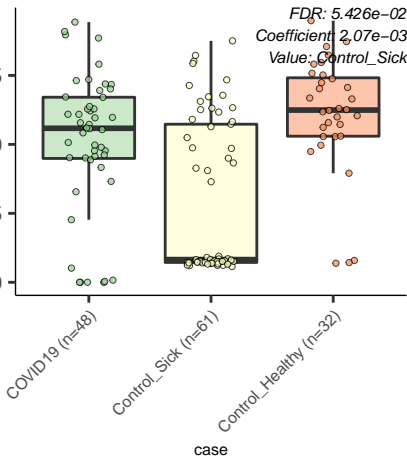 FDR: 5.426e-02
Coefficient: 2.07e-03
Value: Control_Sick
COVID19 (n=48)
Control_Sick (n=61)
Control_Healthy (n=32)
case